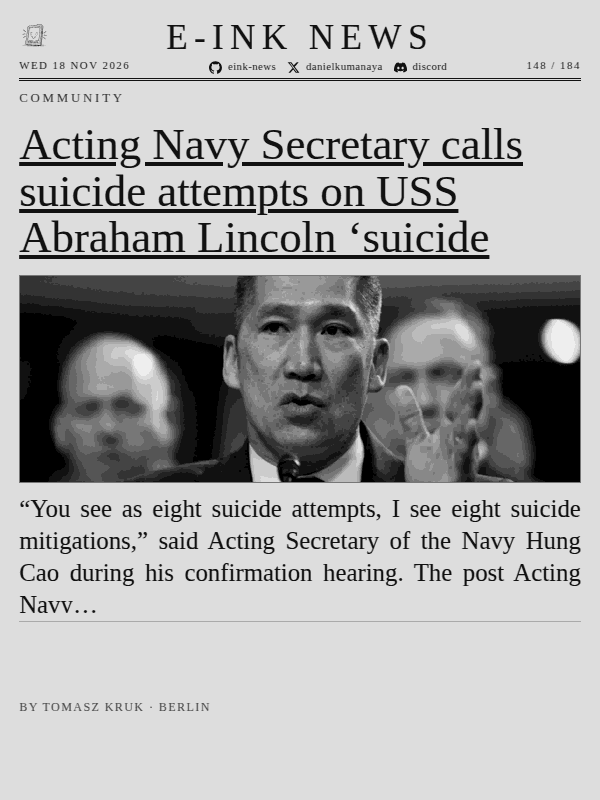 E-INK NEWS
WED 18 NOV 2026
eink-news
danielkumanaya
discord
148 / 184
COMMUNITY
Acting Navy Secretary calls
suicide attempts on USS
Abraham Lincoln ‘suicide
“You see as eight suicide attempts, I see eight suicide
mitigations,” said Acting Secretary of the Navy Hung
Cao during his confirmation hearing. The post Acting
Navv…
BY TOMASZ KRUK · BERLIN